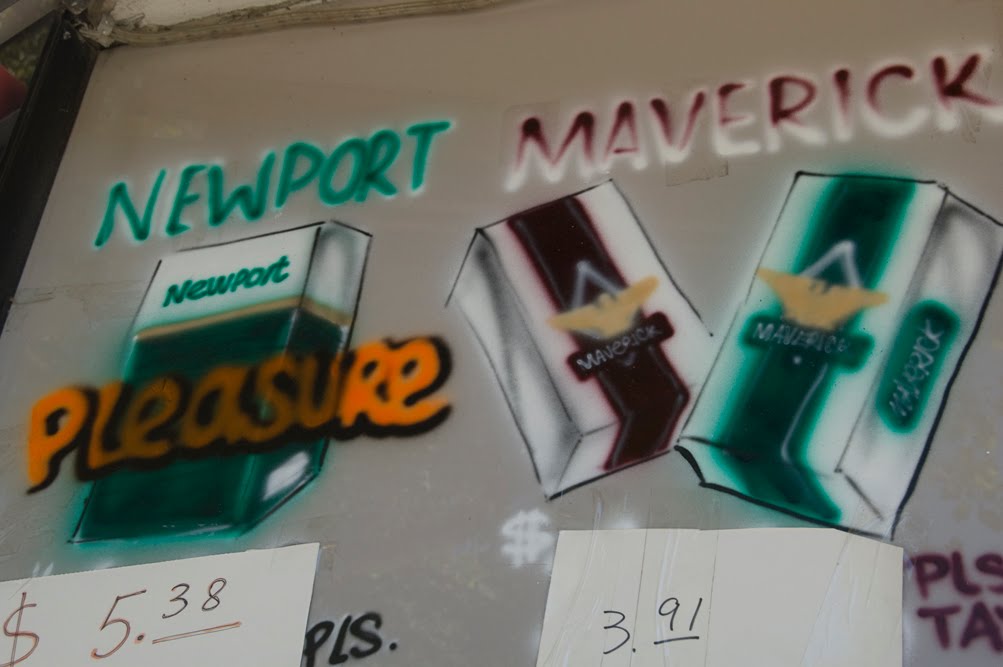 NEWPORT
Newport
PLeasuRe
$ 5.38
PLS.
MAVERICK
MAVERICK
MAVERICK
MAVERICK
$
3.91
PLS
TA